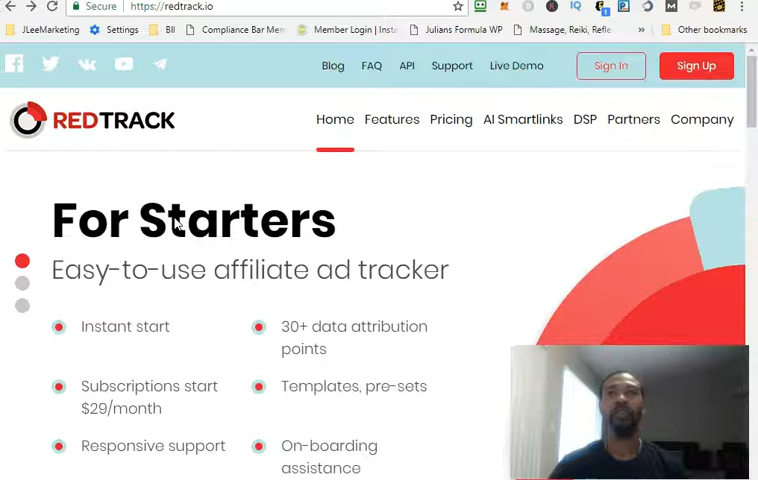 Secure https://redtrack.io
JLeeMarketing Settings BII Compliance Bar Mem Member Login | Insta Julians Formula WP Massage, Reiki, Refle Other bookmarks
Blog FAQ API Support Live Demo Sign In Sign Up
REDTRACK Home Features Pricing AI Smartlinks DSP Partners Company
For Starters
Easy-to-use affiliate ad tracker
Instant start
30+ data attribution
points
Subscriptions start
$29/month
Templates, pre-sets
Responsive support
On-boarding
assistance